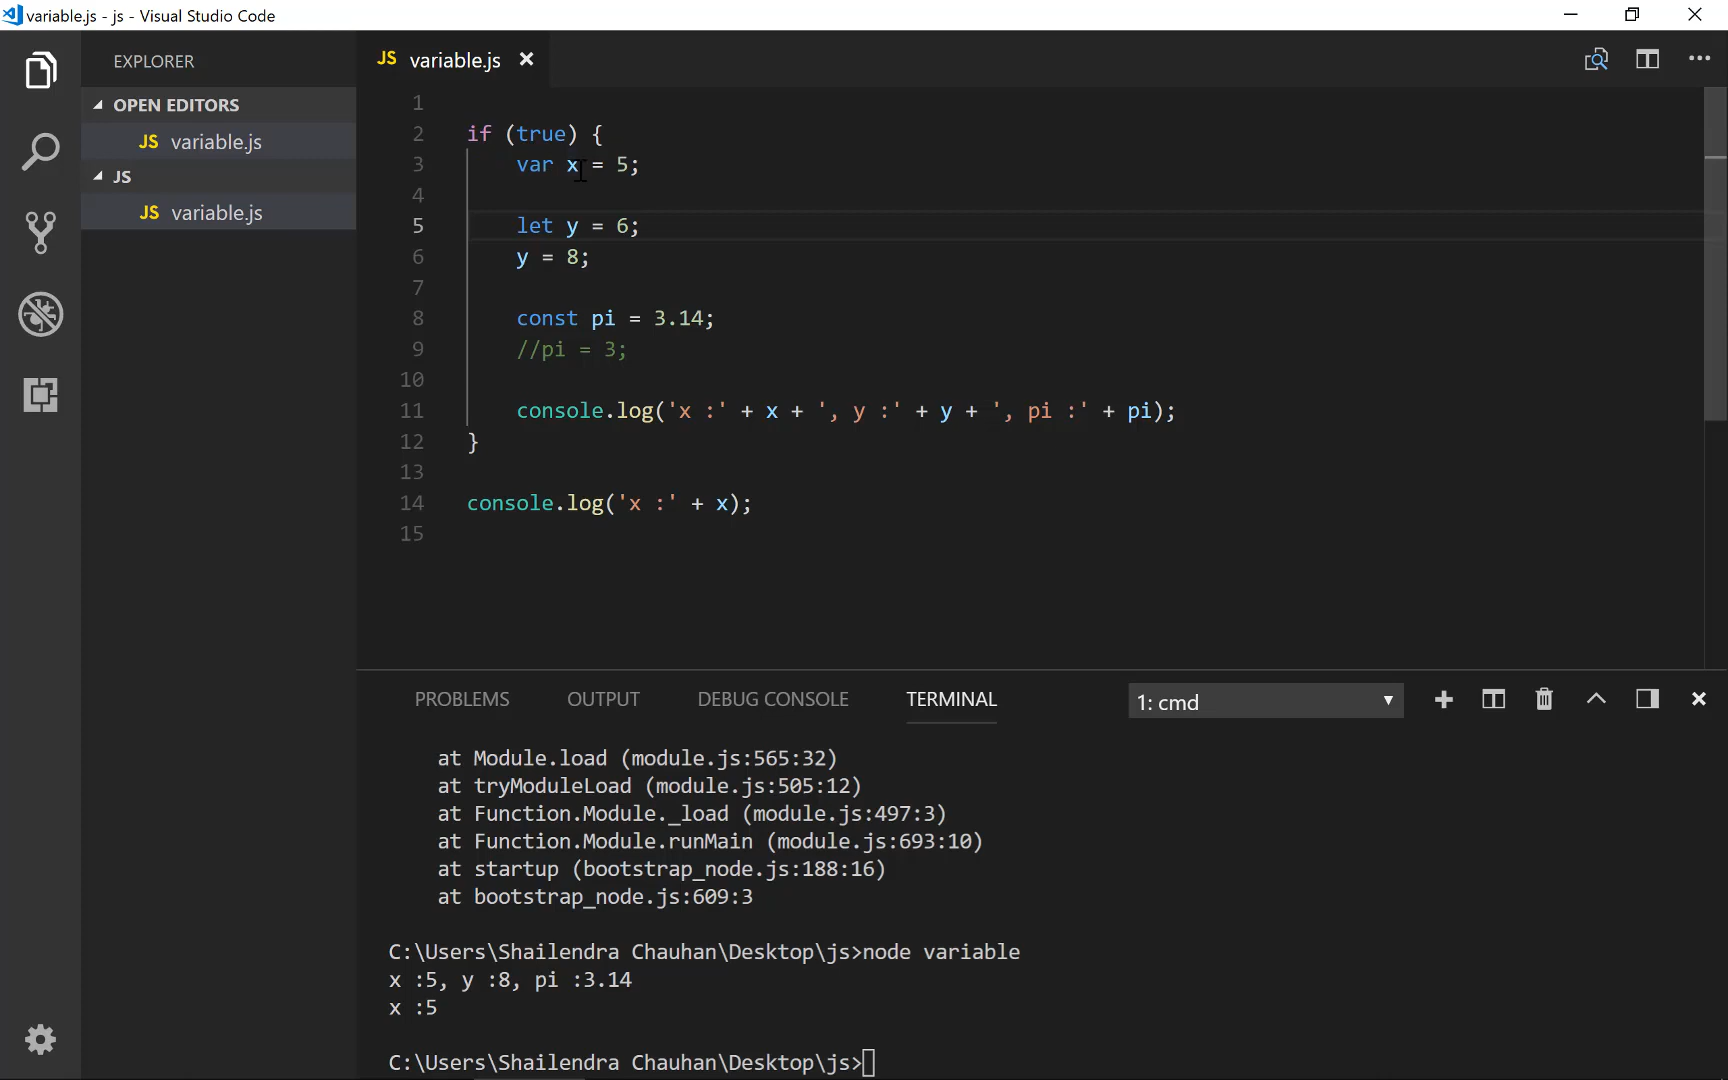 variable.js - js - Visual Studio Code
EXPLORER
OPEN EDITORS
JS variable.js
JS
JS variable.js
JS variable.js
1
2 if (true) {
3 var x = 5;
4
5 let y = 6;
6 y = 8;
7
8 const pi = 3.14;
9 //pi = 3;
10
11 console.log('x :' + x + ', y :' + y + ', pi :' + pi);
12 }
13
14 console.log('x :' + x);
15
PROBLEMS OUTPUT DEBUG CONSOLE TERMINAL 1: cmd
at Module.load (module.js:565:32)
at tryModuleLoad (module.js:505:12)
at Function.Module._load (module.js:497:3)
at Function.Module.runMain (module.js:693:10)
at startup (bootstrap_node.js:188:16)
at bootstrap_node.js:609:3
C:\Users\Shailendra Chauhan\Desktop\js>node variable
x :5, y :8, pi :3.14
x :5
C:\Users\Shailendra Chauhan\Desktop\js>